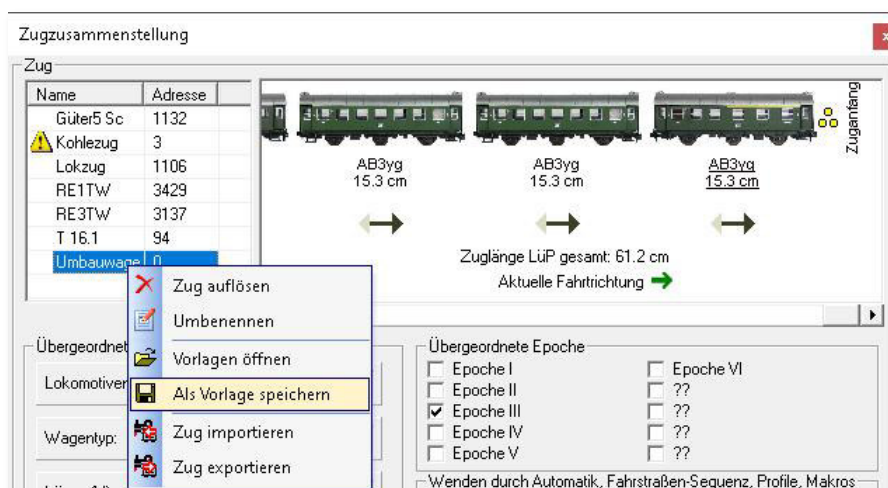 Zugzusammenstellung
Zug
Name Adresse
Güter5 Sc 1132
Kohlezug 3
Lokzug 1106
RE1TW 3429
RE3TW 3137
T 16.1 94
Umbauwage 0
AB3yg
15.3 cm
AB3yg
15.3 cm
AB3yg
15.3 cm
Zuganfang
Zuglänge LüP gesamt: 61.2 cm
Aktuelle Fahrtrichtung
Zug auflösen
Umbenennen
Vorlagen öffnen
Als Vorlage speichern
Zug importieren
Zug exportieren
Übergeordnet
Lokomotiven
Wagentyp:
Übergeordnete Epoche
Epoche I
Epoche II
Epoche III
Epoche IV
Epoche V
Epoche VI
??
??
??
??
Wenden durch Automatik, Fahrstraßen-Sequenz, Profile, Makros